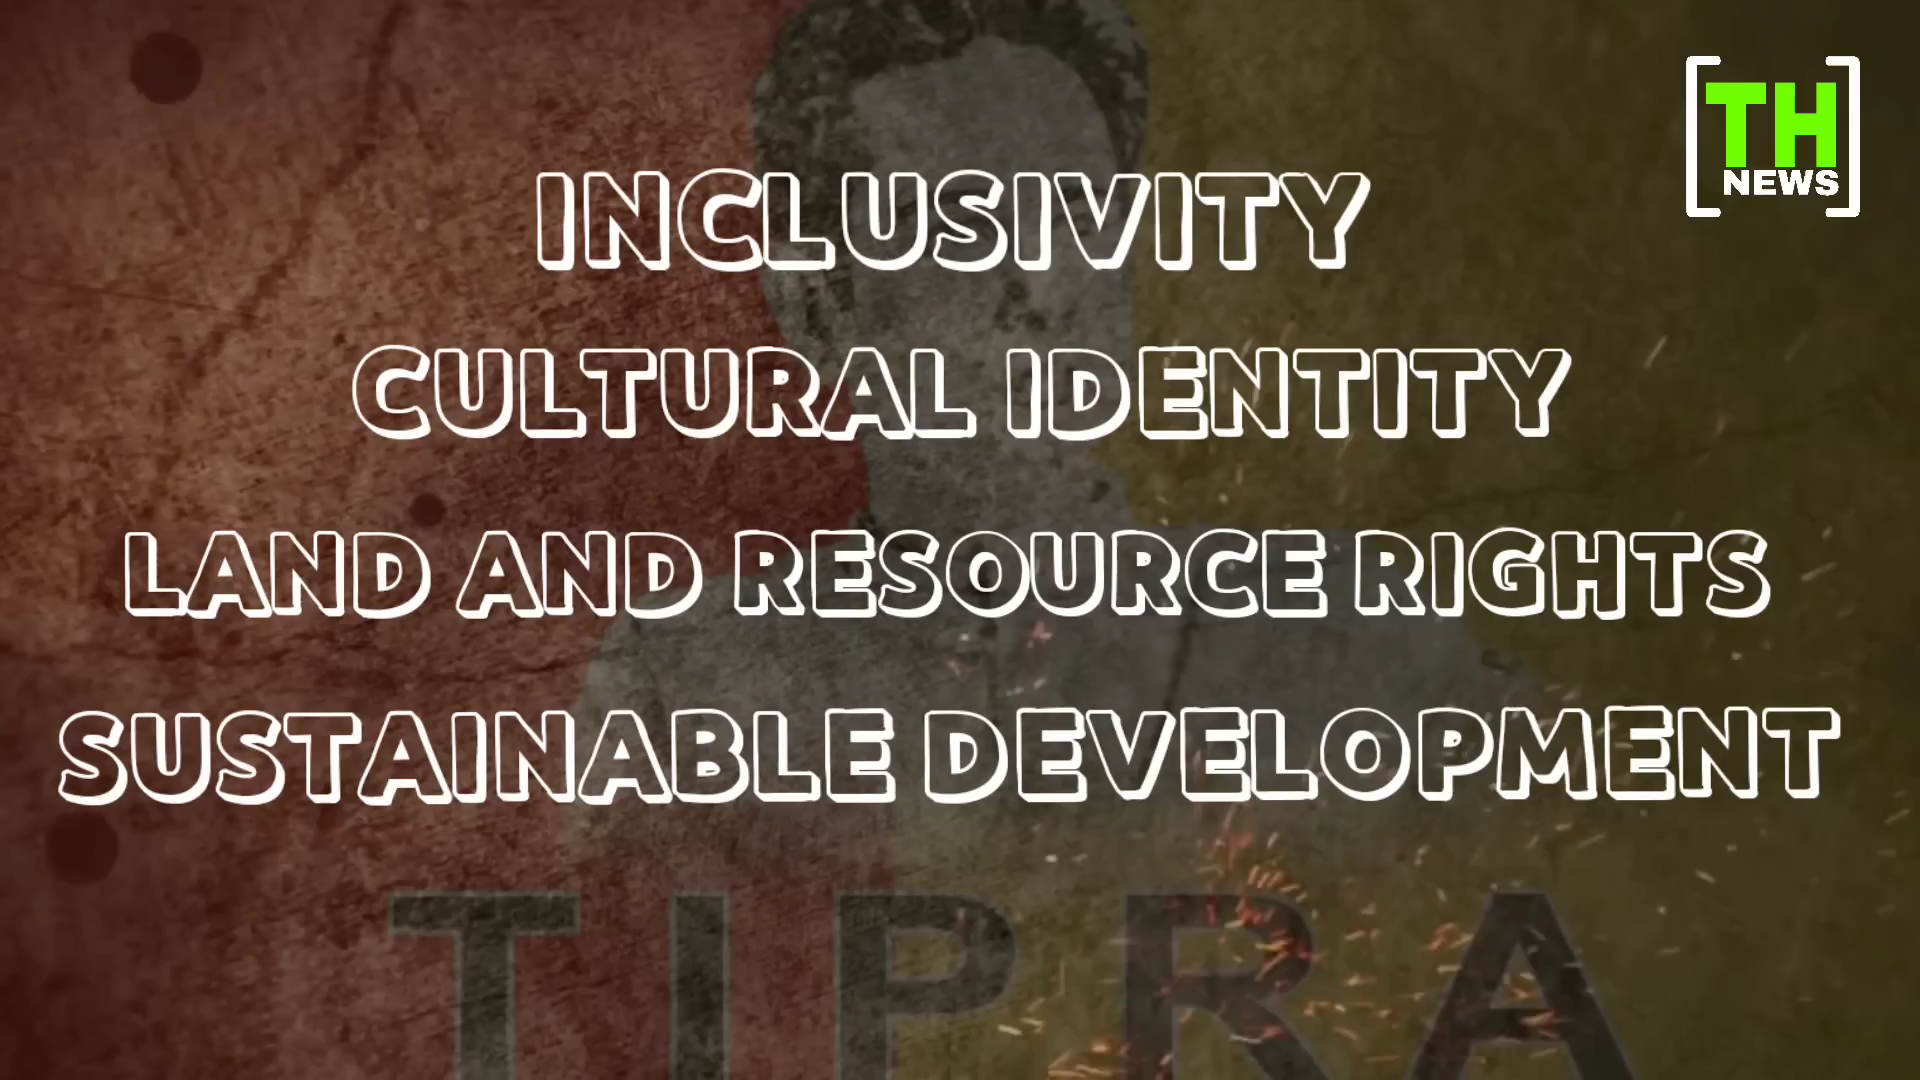 TH
NEWS
INCLUSIVITY
CULTURAL IDENTITY
LAND AND RESOURCE RIGHTS
SUSTAINABLE DEVELOPMENT
TIPRA